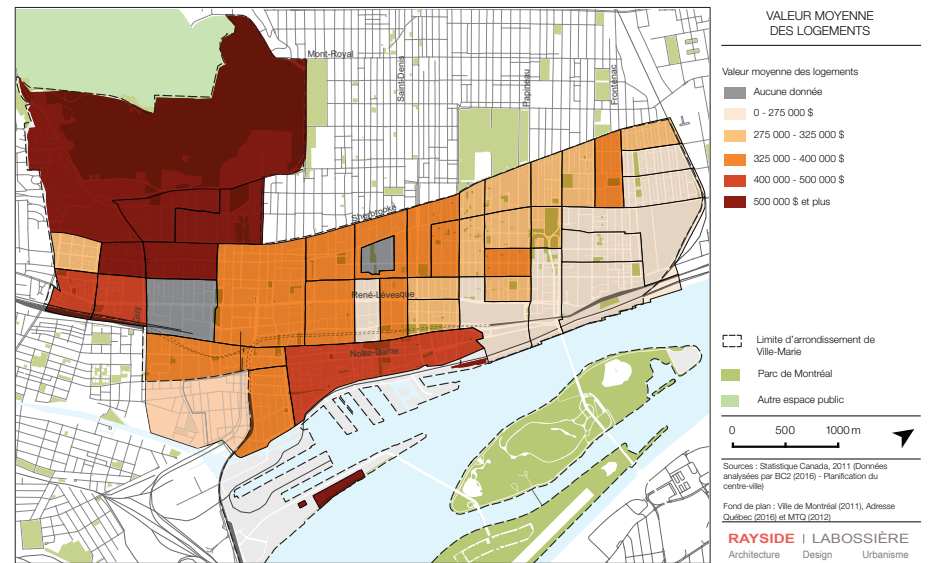 VALEUR MOYENNE
DES LOGEMENTS
Valeur moyenne des logements
Aucune donnée
0 - 275 000 $
275 000 - 325 000 $
325 000 - 400 000 $
400 000 - 500 000 $
500 000 $ et plus
Limite d'arrondissement de
Ville-Marie
Parc de Montréal
Autre espace public
0 500 1000 m
Sources : Statistique Canada, 2011 (Données
analysées par BC2 (2016) - Planification du
centre-ville)
Fond de plan : Ville de Montréal (2011), Adresse
Québec (2016) et MTQ (2012)
RAYSIDE | LABOSSIÈRE
Architecture Design Urbanisme
Mont-Royal
Saint-Denis
Papineau
Frontenac
Sherbrooke
René-Lévesque
Notre-Dame